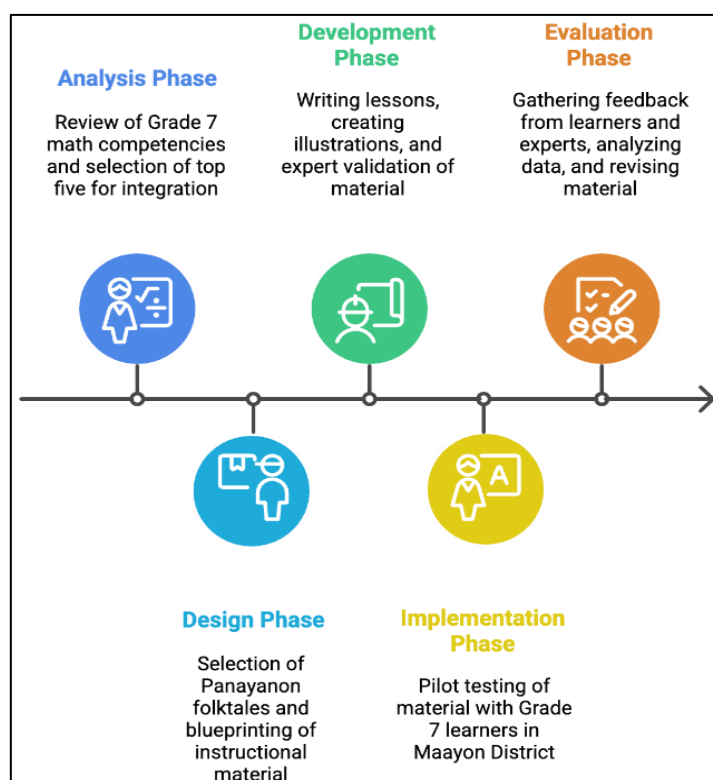 Analysis Phase
Review of Grade 7
math competencies
and selection of top
five for integration
Development
Phase
Writing lessons,
creating
illustrations, and
expert validation of
material
Evaluation
Phase
Gathering feedback
from learners and
experts, analyzing
data, and revising
material
A
Design Phase
Selection of
Panayanon
folktales and
blueprinting of
instructional
material
Implementation
Phase
Pilot testing of
material with Grade
7 learners in
Maayon District